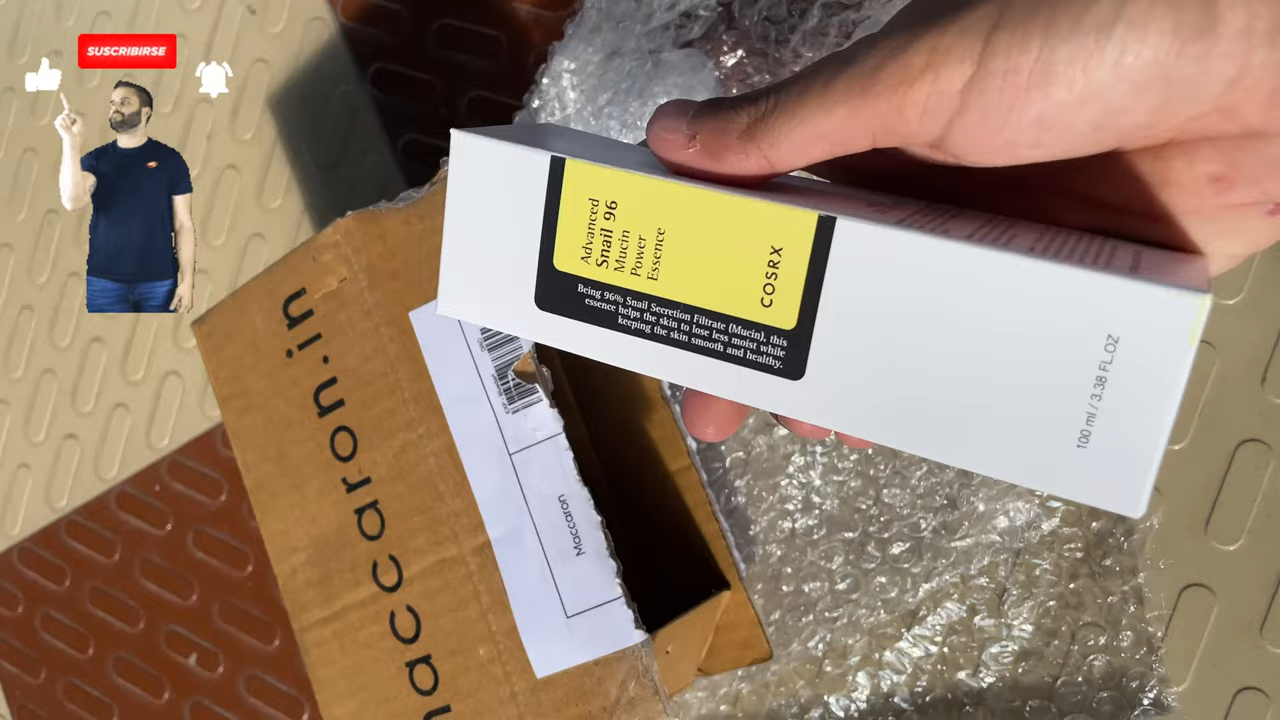 SUSCRIBIRSE
Advanced
Snail 96
Mucin
Power
Essence
COSRX
Being 96% Snail Secretion Filtrate (Mucin), this
essence helps the skin to lose less moist while
keeping the skin smooth and healthy.
100 ml / 3.38 FL.OZ
accaron.in
Maccaron